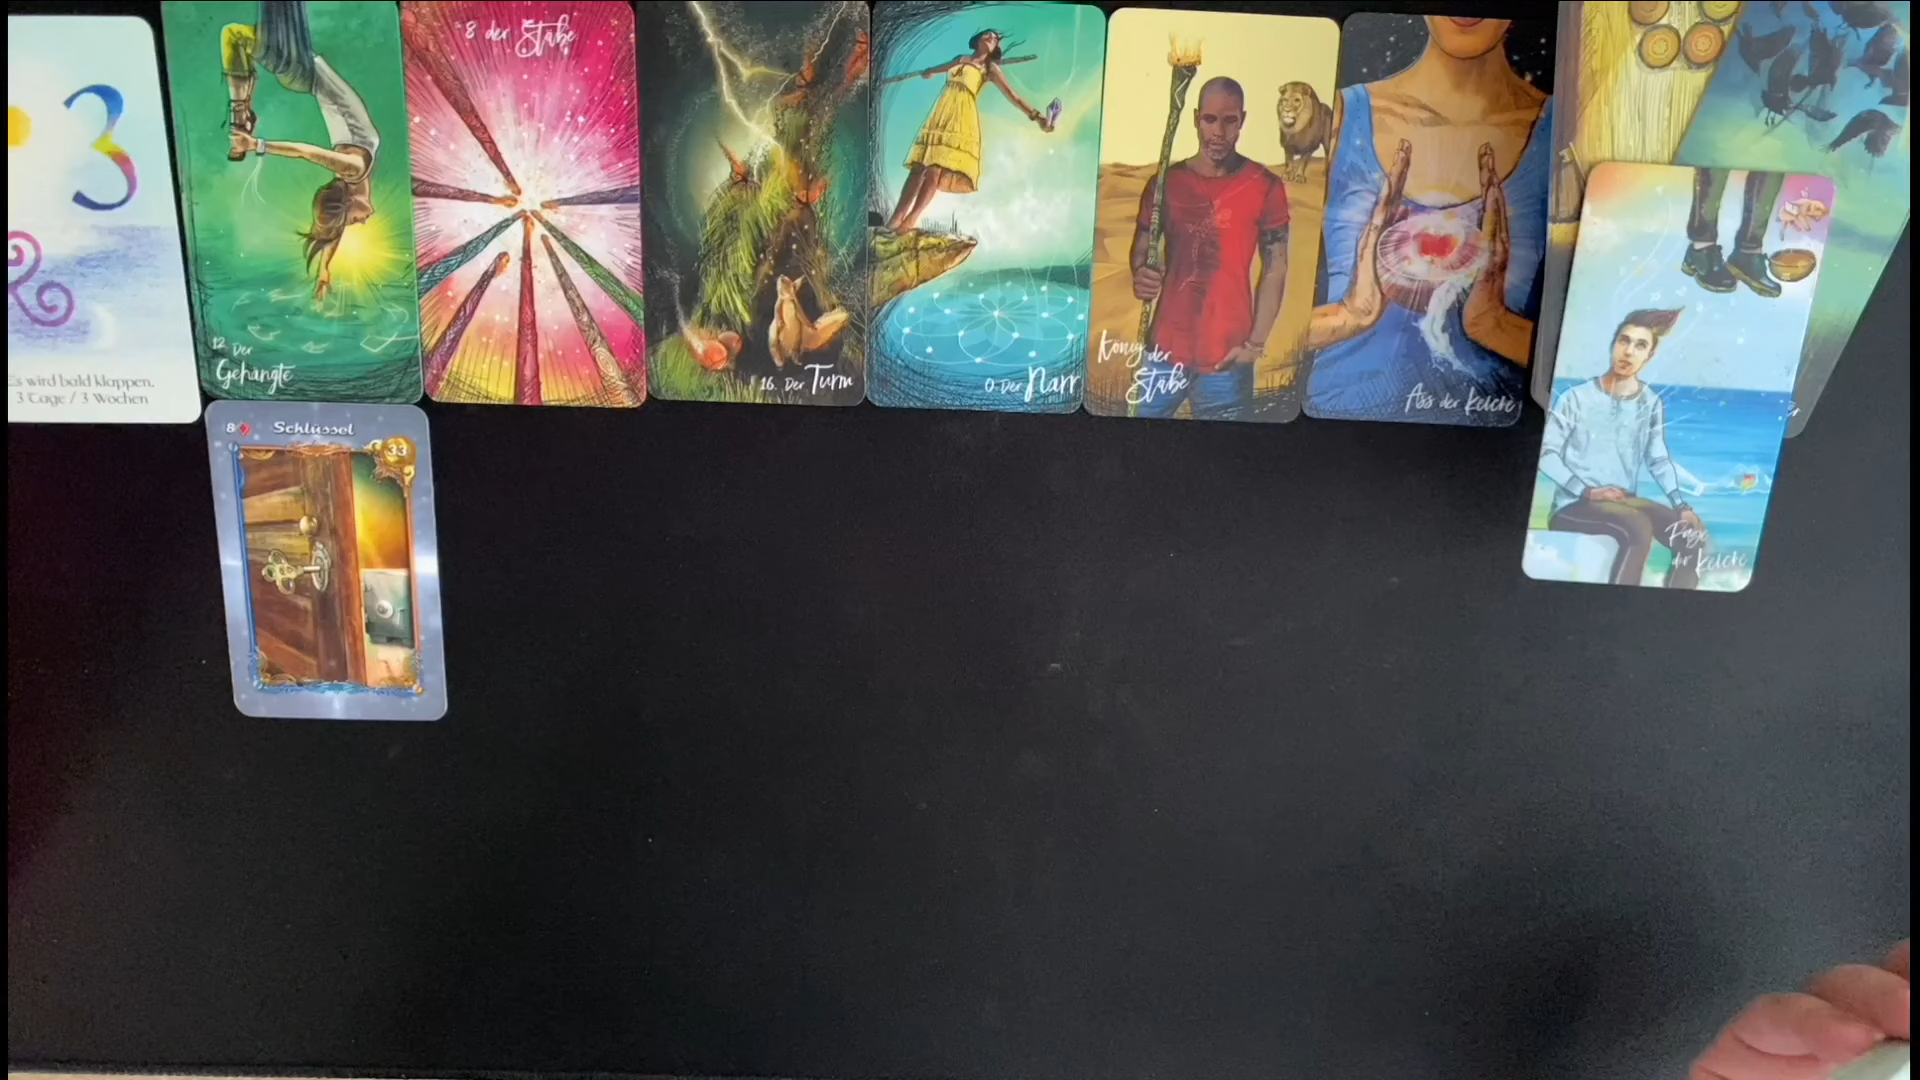 3
Es wird bald klappen.
3 Tage / 3 Wochen
12. Der
Gehängte
8 der Stäbe
16. Der Turm
0. Der Narr
König der
Stäbe
Ass der Kelche
Page
der Kelche
8♦ Schlüssel
33